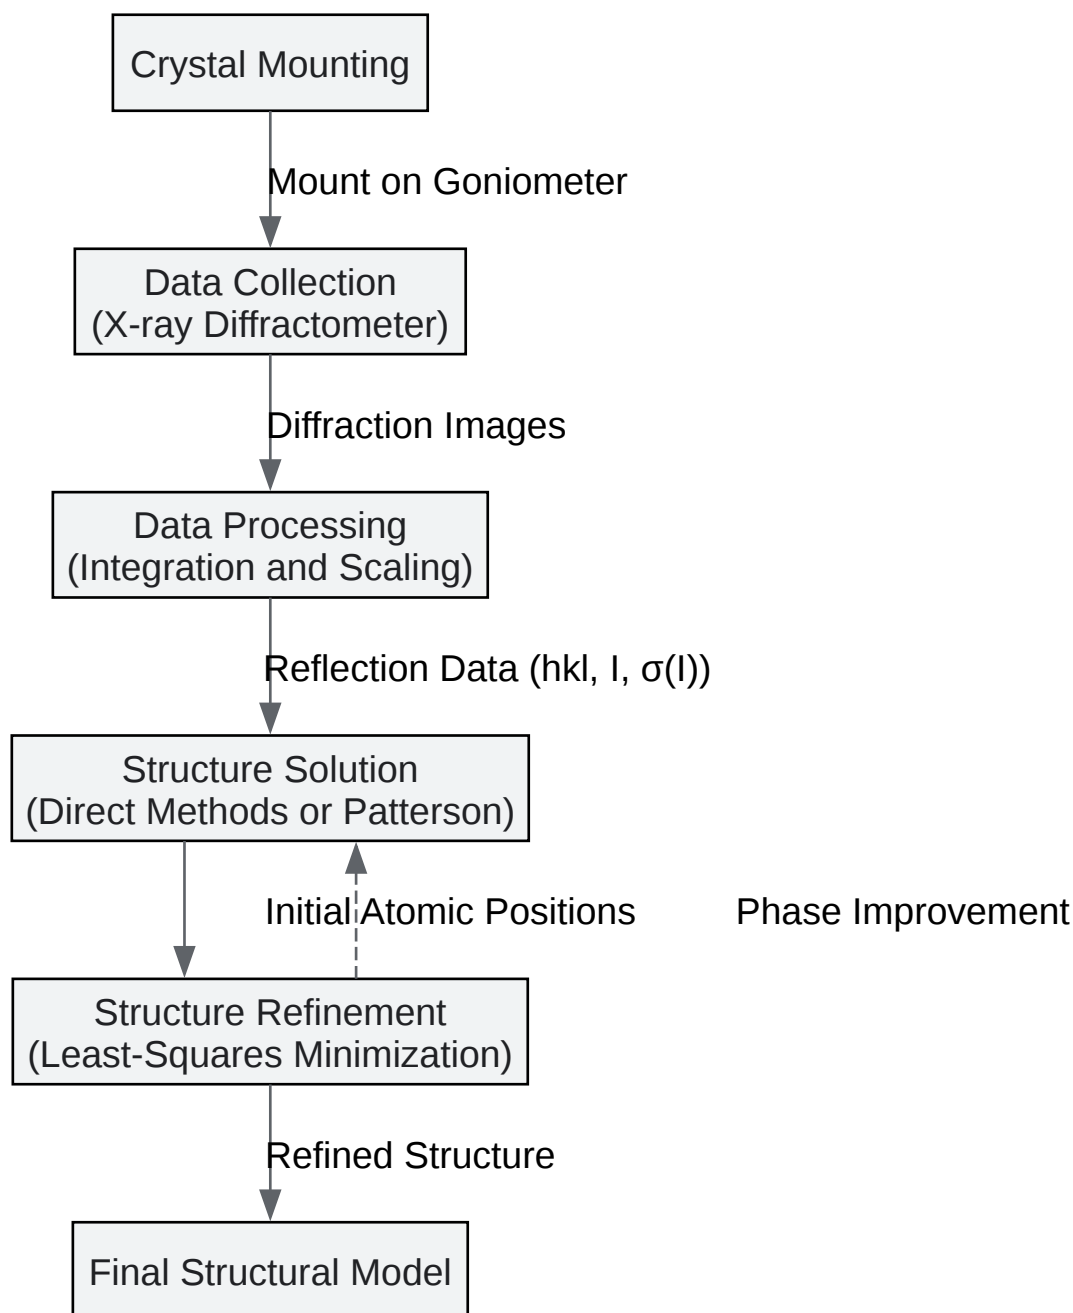 Crystal Mounting
Mount on Goniometer
Data Collection
(X-ray Diffractometer)
Diffraction Images
Data Processing
(Integration and Scaling)
Reflection Data (hkl, I, σ(I))
Structure Solution
(Direct Methods or Patterson)
Initial Atomic Positions
Phase Improvement
Structure Refinement
(Least-Squares Minimization)
Refined Structure
Final Structural Model